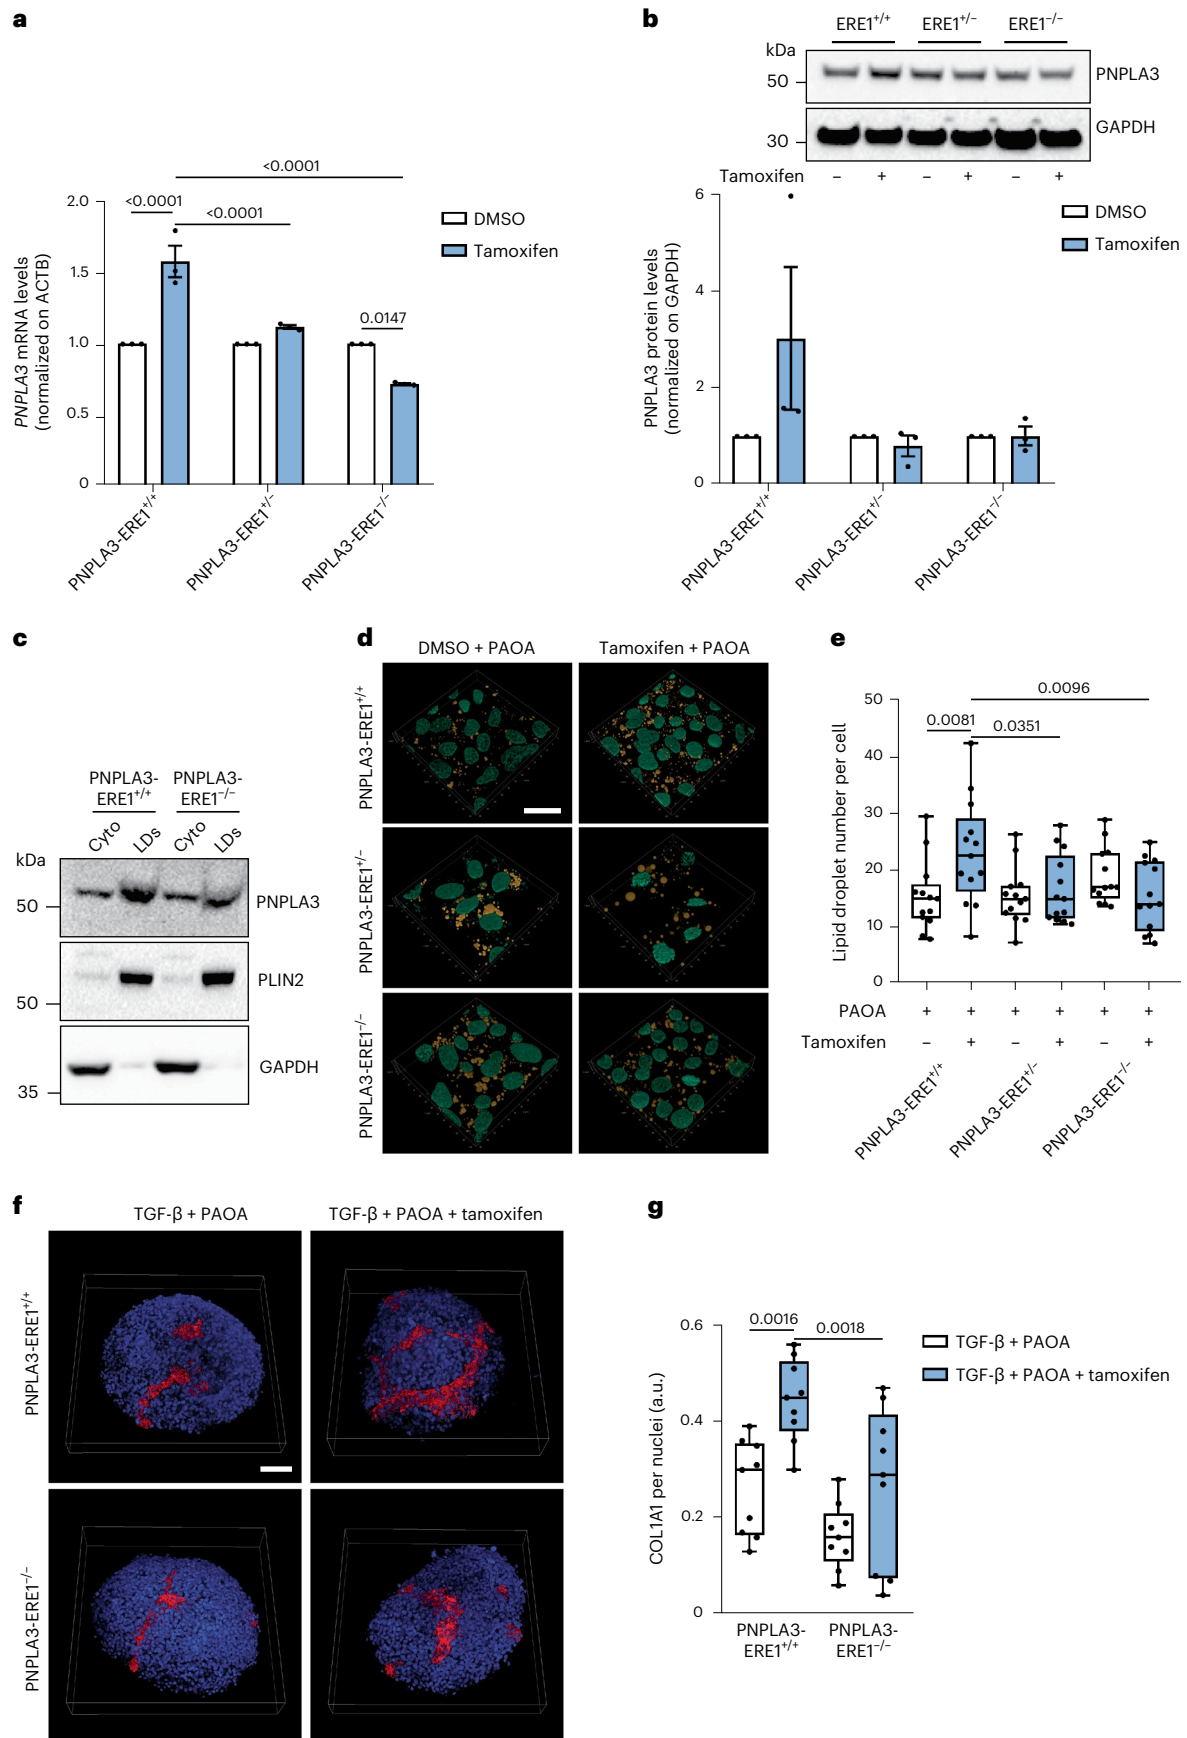 a
<0.0001
<0.0001
<0.0001
0.0147
2.0
1.5
1.0
0.5
0
PNPLA3 mRNA levels
(normalized on ACTB)
DMSO
Tamoxifen
PNPLA3-ERE1+/+
PNPLA3-ERE1+/−
PNPLA3-ERE1−/−
b
ERE1+/+ ERE1+/− ERE1−/−
kDa
50
PNPLA3
30
GAPDH
Tamoxifen − + − + − +
6
4
2
0
PNPLA3 protein levels
(normalized on GAPDH)
DMSO
Tamoxifen
PNPLA3-ERE1+/+
PNPLA3-ERE1+/−
PNPLA3-ERE1−/−
c
PNPLA3-
ERE1+/+
PNPLA3-
ERE1−/−
Cyto LDs Cyto LDs
kDa
50
PNPLA3
50
PLIN2
35
GAPDH
d
DMSO + PAOA
Tamoxifen + PAOA
PNPLA3-ERE1+/+
PNPLA3-ERE1+/−
PNPLA3-ERE1−/−
e
0.0096
0.0081
0.0351
50
40
30
20
10
0
Lipid droplet number per cell
PAOA + + + + + +
Tamoxifen − + − + − +
PNPLA3-ERE1+/+
PNPLA3-ERE1+/−
PNPLA3-ERE1−/−
f
TGF-β + PAOA
TGF-β + PAOA + tamoxifen
PNPLA3-ERE1+/+
PNPLA3-ERE1−/−
g
0.0016
0.0018
0.6
0.4
0.2
0
COL1A1 per nuclei (a.u.)
TGF-β + PAOA
TGF-β + PAOA + tamoxifen
PNPLA3-
ERE1+/+
PNPLA3-
ERE1−/−